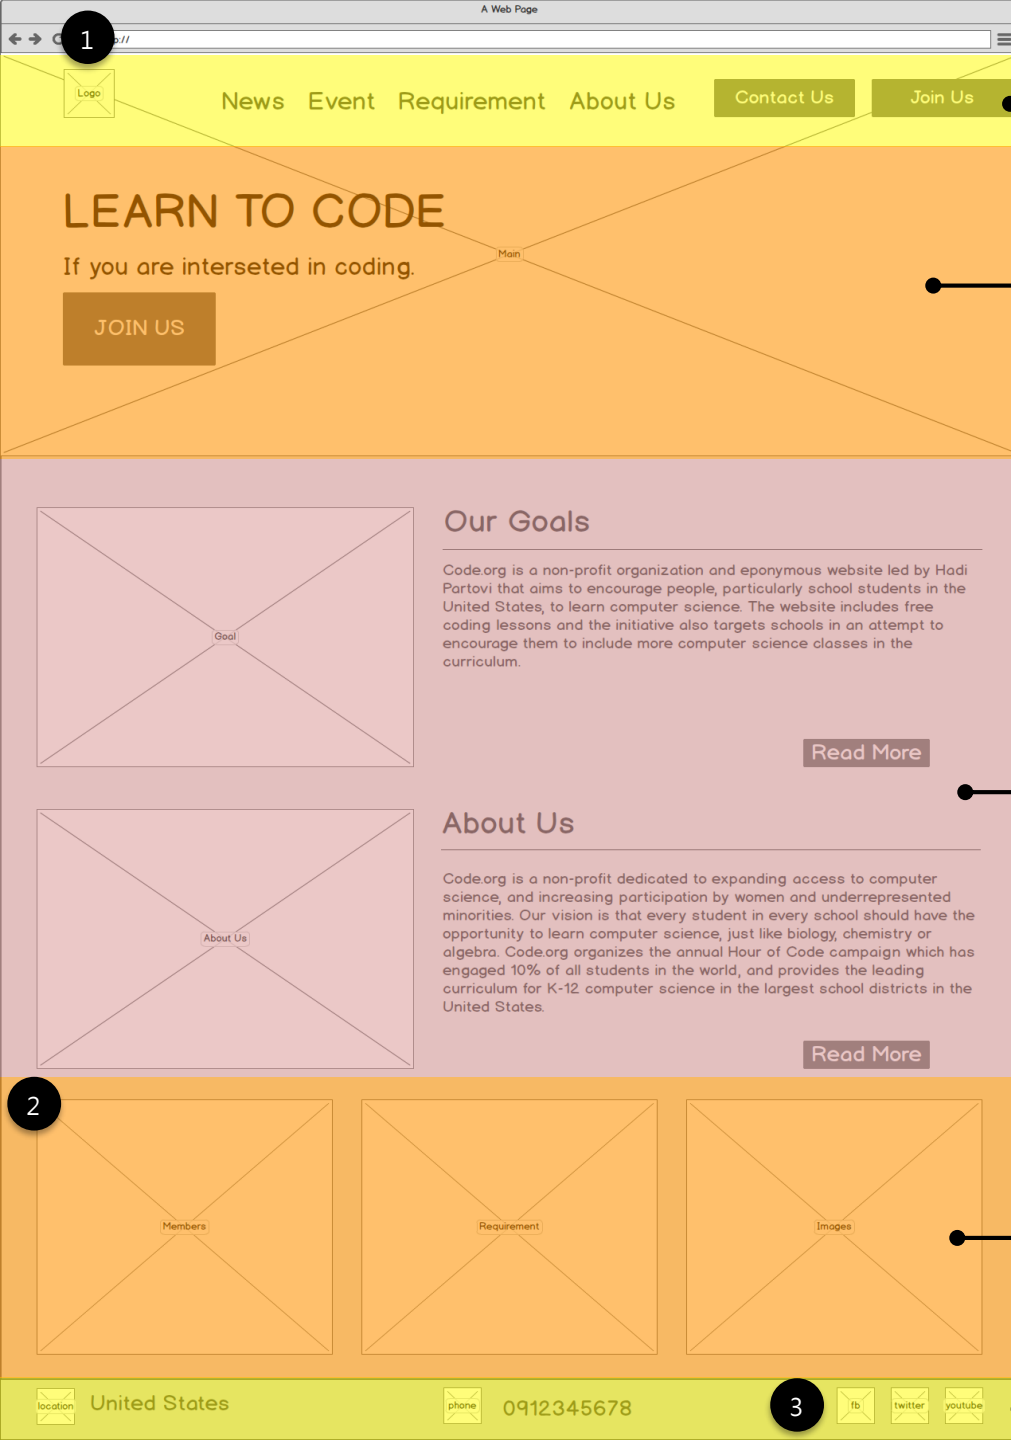 A Web Page
1
p://
Logo
News Event Requirement About Us Contact Us Join Us
LEARN TO CODE
Main
If you are interseted in coding.
JOIN US
Our Goals
Code.org is a non-profit organization and eponymous website led by Hadi
Partovi that aims to encourage people, particularly school students in the
United States, to learn computer science. The website includes free
coding lessons and the initiative also targets schools in an attempt to
encourage them to include more computer science classes in the
curriculum.
Goal
Read More
About Us
Code.org is a non-profit dedicated to expanding access to computer
science, and increasing participation by women and underrepresented
minorities. Our vision is that every student in every school should have the
opportunity to learn computer science, just like biology, chemistry or
algebra. Code.org organizes the annual Hour of Code campaign which has
engaged 10% of all students in the world, and provides the leading
curriculum for K-12 computer science in the largest school districts in the
United States.
About Us
Read More
2
Members Requirement Images
location United States phone 0912345678 3 fb twitter youtube